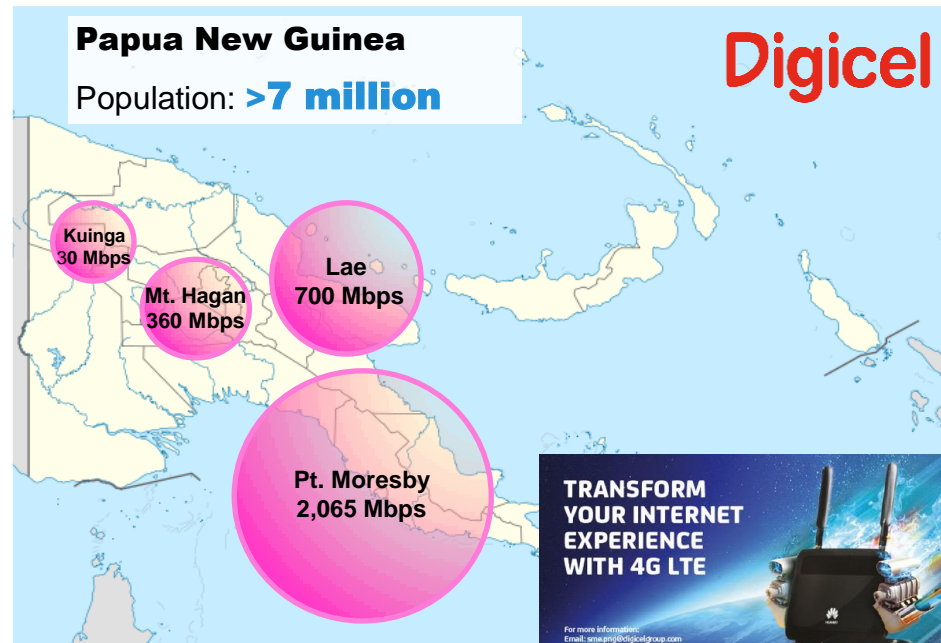 Papua New Guinea
Population: >7 million
Digicel
Kuinga
30 Mbps
Mt. Hagan
360 Mbps
Lae
700 Mbps
Pt. Moresby
2,065 Mbps
TRANSFORM
YOUR INTERNET
EXPERIENCE
WITH 4G LTE
HUAWEI
For more information:
Email: sme.png@digicelgroup.com